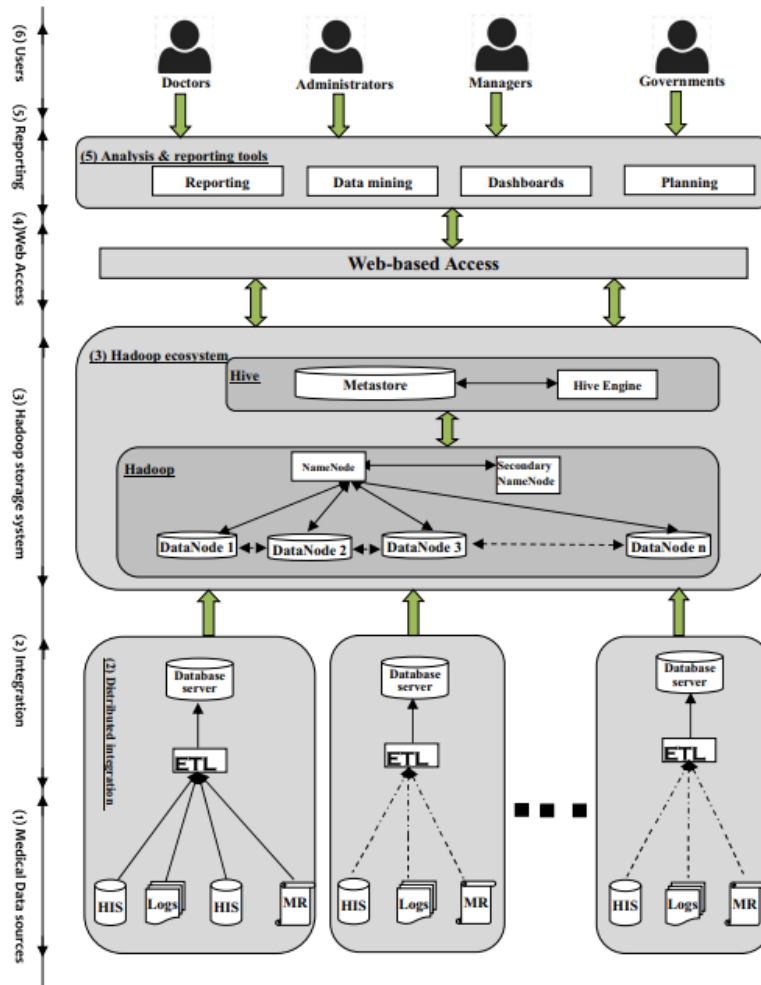 (6) Users
Doctors
Administrators
Managers
Governments
(5) Reporting
(5) Analysis & reporting tools
Reporting
Data mining
Dashboards
Planning
(4)Web Access
Web-based Access
(3) Hadoop storage system
(3) Hadoop ecosystem
Hive
Metastore
Hive Engine
Hadoop
NameNode
Secondary
NameNode
DataNode 1
DataNode 2
DataNode 3
DataNode n
(2) Integration
(2) Distributed integration
Database
server
ETL
Database
server
ETL
Database
server
ETL
(1) Medical Data sources
HIS
Logs
HIS
MR
HIS
Logs
MR
HIS
Logs
MR